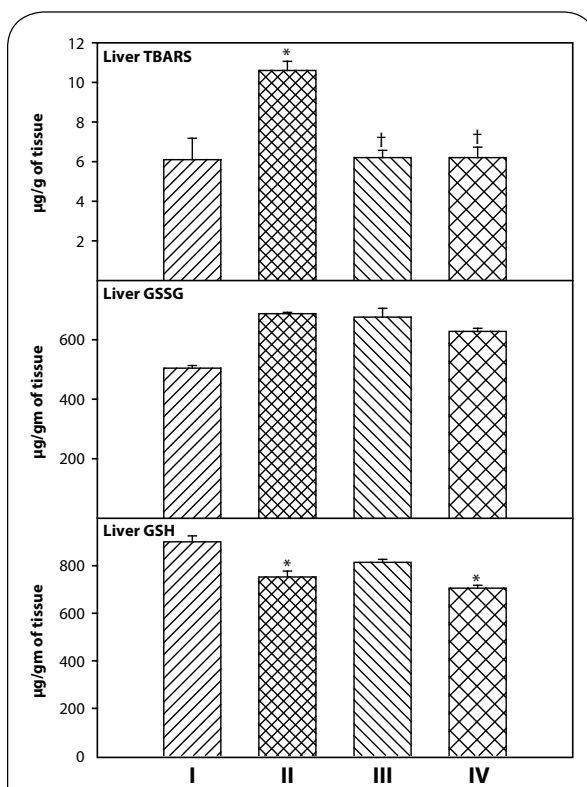 Liver TBARS
12
10
8
6
4
2
µg/g of tissue
*
†
†
Liver GSSG
600
400
200
µg/gm of tissue
Liver GSH
800
600
400
200
0
µg/gm of tissue
*
*
I II III IV